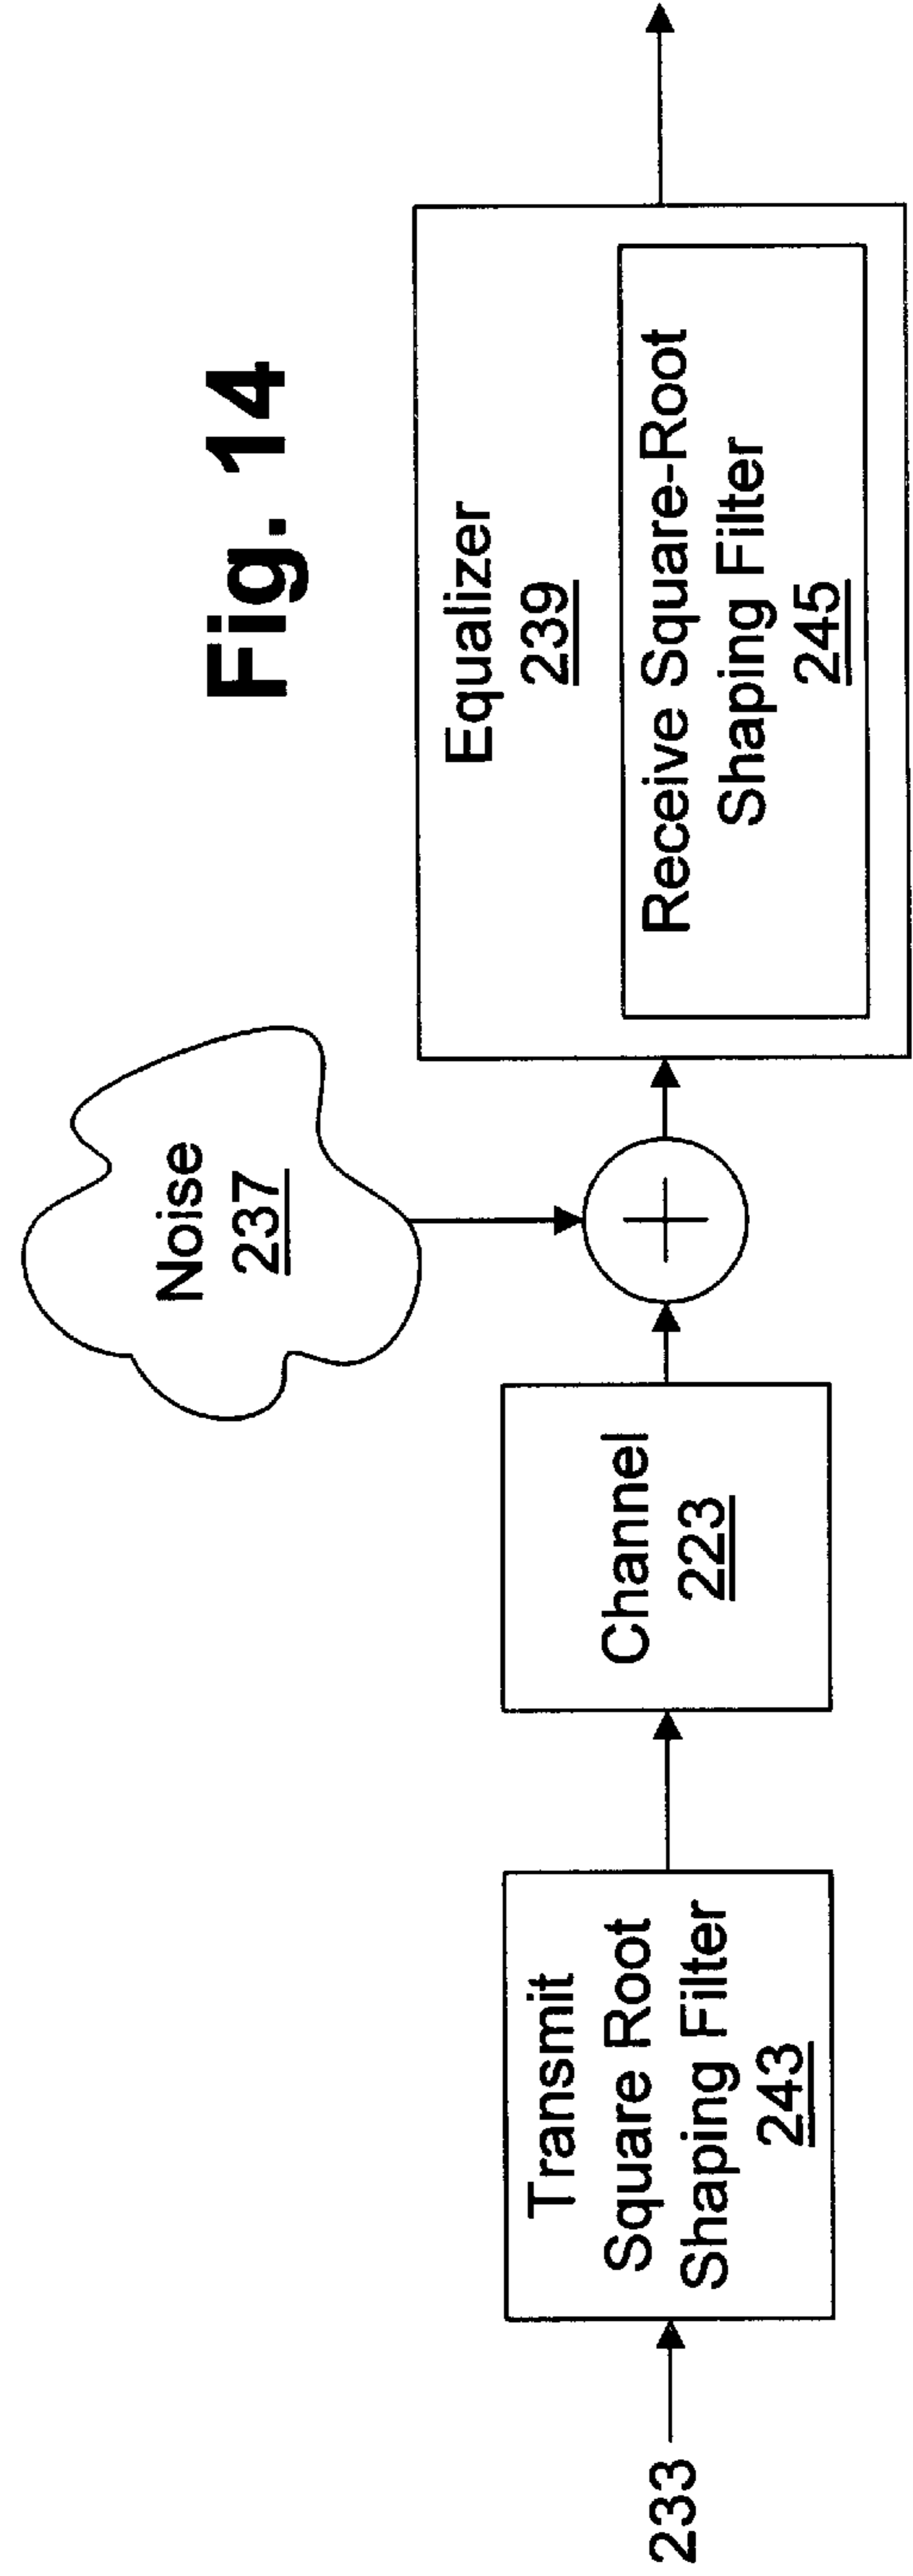 Fig. 14
233
Transmit
Square Root
Shaping Filter
243
Channel
223
Noise
237
Equalizer
239
Receive Square-Root
Shaping Filter
245